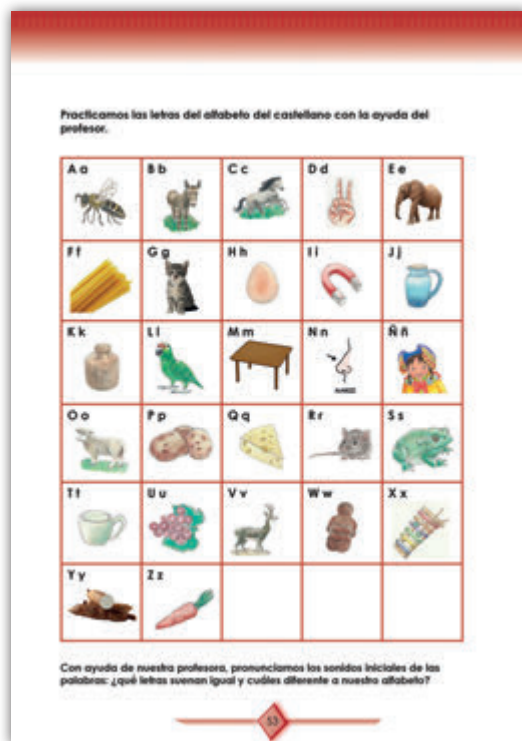 Practicamos las letras del alfabeto del castellano con la ayuda del
profesor.
A a B b C c D d E e
F f G g H h I i J j
K k L l M m N n Ñ ñ
NARIZ
O o P p Q q R r S s
T t U u V v W w X x
Y y Z z
Con ayuda de nuestra profesora, pronunciamos los sonidos iniciales de las
palabras: ¿qué letras suenan igual y cuáles diferente a nuestro alfabeto?
53